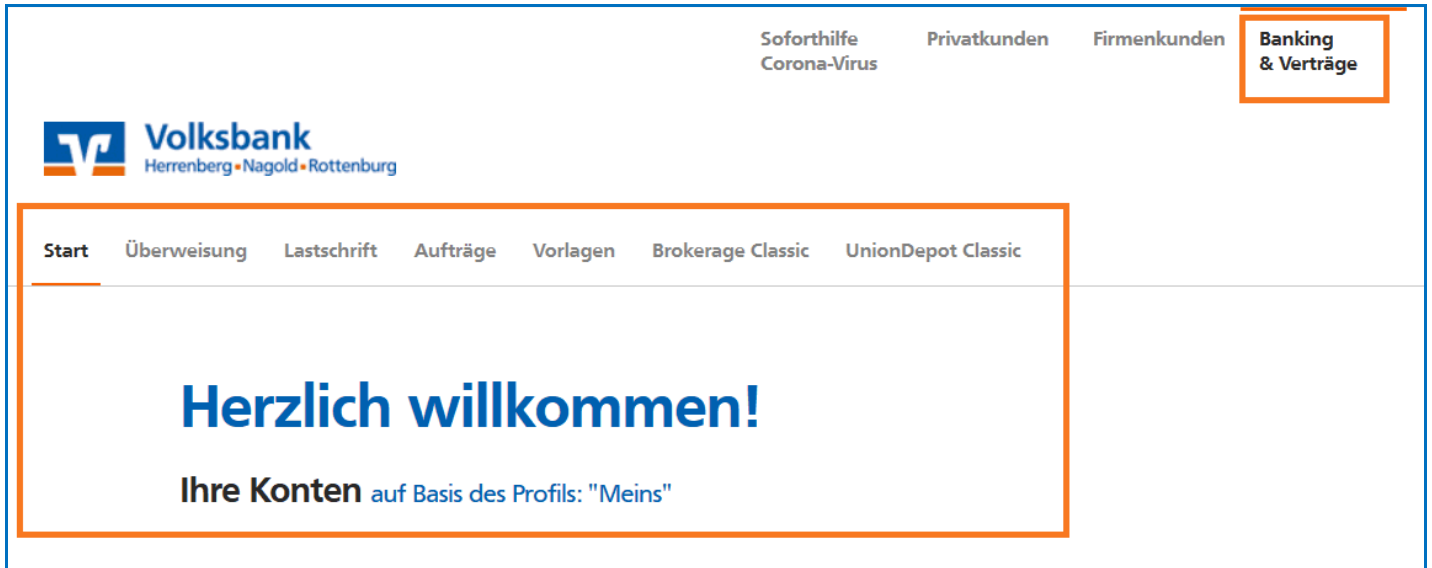 Soforthilfe Privatkunden Firmenkunden Banking
Corona-Virus & Verträge
Volksbank
Herrenberg▪Nagold▪Rottenburg
Start Überweisung Lastschrift Aufträge Vorlagen Brokerage Classic UnionDepot Classic
Herzlich willkommen!
Ihre Konten auf Basis des Profils: "Meins"